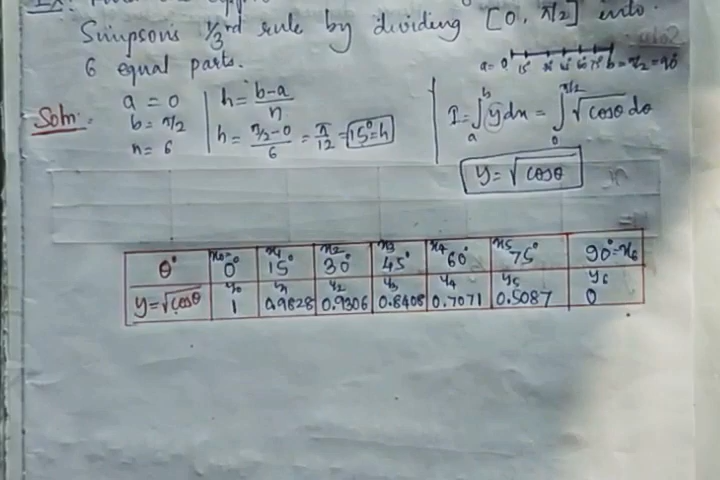 Simpson's 1/3rd rule by dividing [0, π/2] into
6 equal parts.
a=0 15° 30° 45° 60° 75° b=π/2=90°
Soln:
a = 0
b = π/2
n = 6
h = b-a/n
h = π/2-0/6 = π/12 = 15°=h
I = ∫ₐᵇ y dx = ∫₀^π/2 √cosθ dθ
y = √cosθ
θ° x₀=0° x₁ 15° x₂ 30° x₃ 45° x₄ 60° x₅ 75° 90°=x₆
y=√cosθ y₀ 1 y₁ 0.9828 y₂ 0.9306 y₃ 0.8408 y₄ 0.7071 y₅ 0.5087 y₆ 0